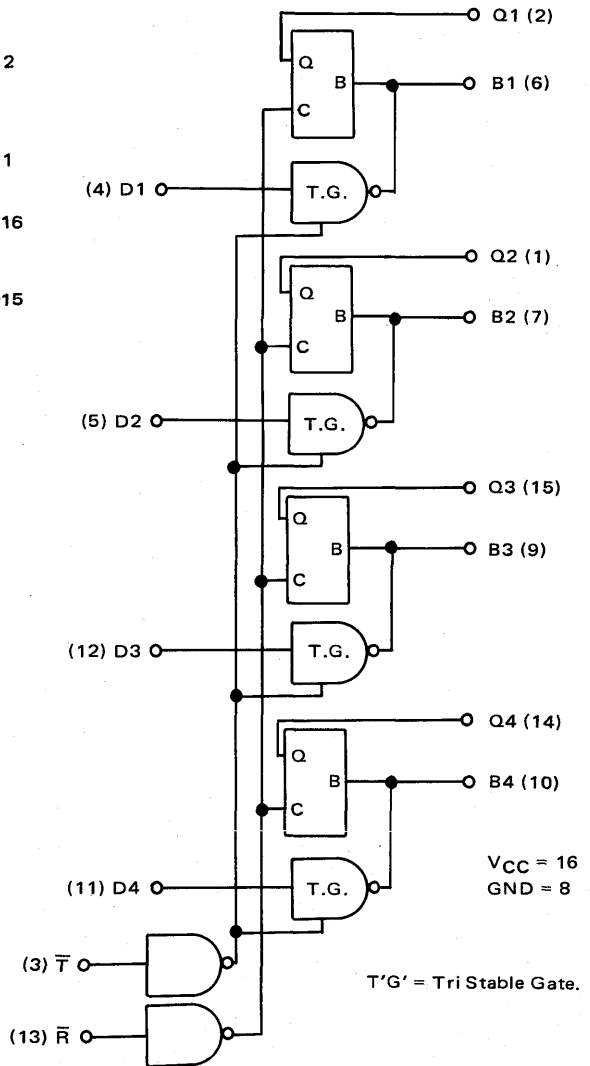 Q1 (2)
2
Q
B
B1 (6)
C
1
(4) D1
T.G.
16
Q2 (1)
Q
15
B
B2 (7)
C
(5) D2
T.G.
Q3 (15)
Q
B
B3 (9)
C
(12) D3
T.G.
Q4 (14)
Q
B
B4 (10)
C
VCC = 16
GND = 8
(11) D4
T.G.
(3) T̅
T'G' = Tri Stable Gate.
(13) R̅